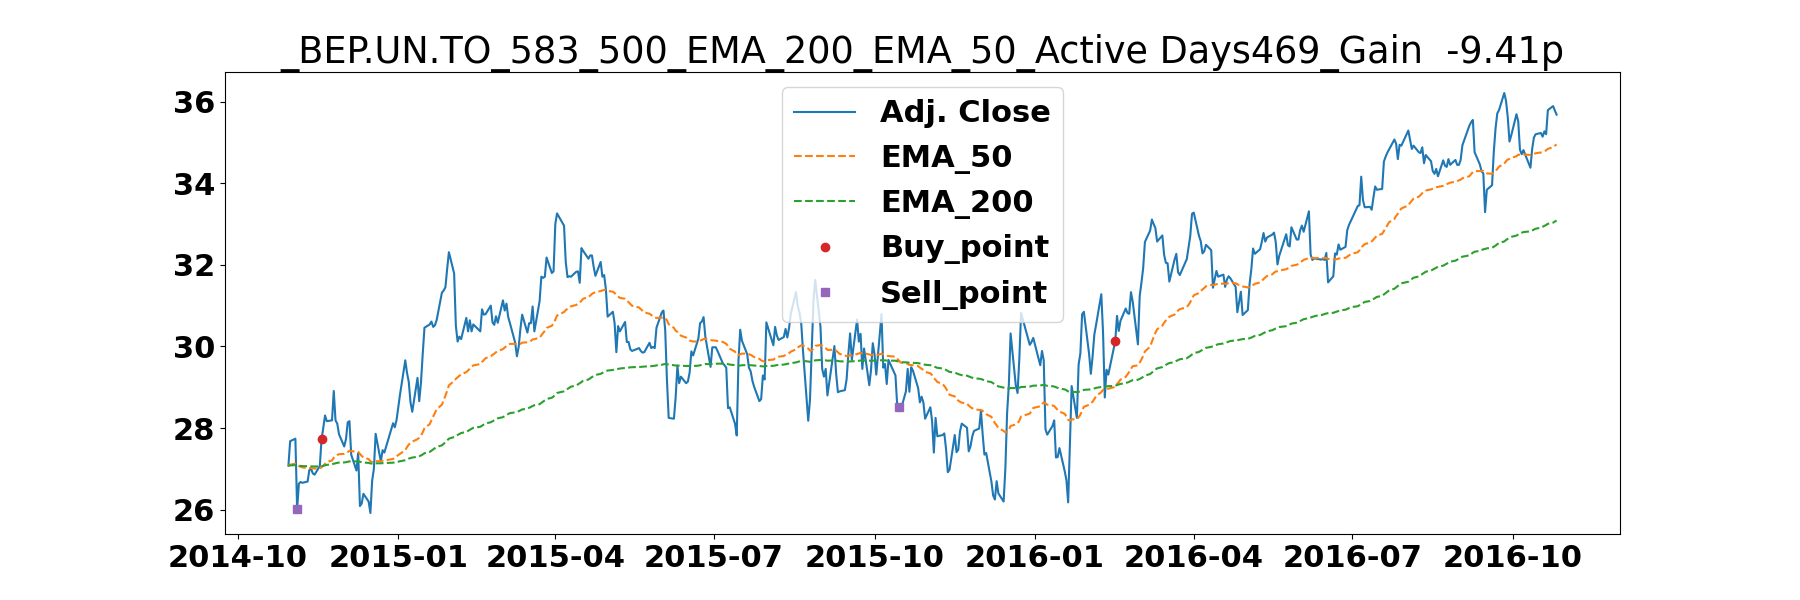 _BEP.UN.TO_583_500_EMA_200_EMA_50_Active Days469_Gain  -9.41p
Adj. Close
EMA_50
EMA_200
Buy_point
Sell_point
36
34
32
30
28
26
2014-10 2015-01 2015-04 2015-07 2015-10 2016-01 2016-04 2016-07 2016-10